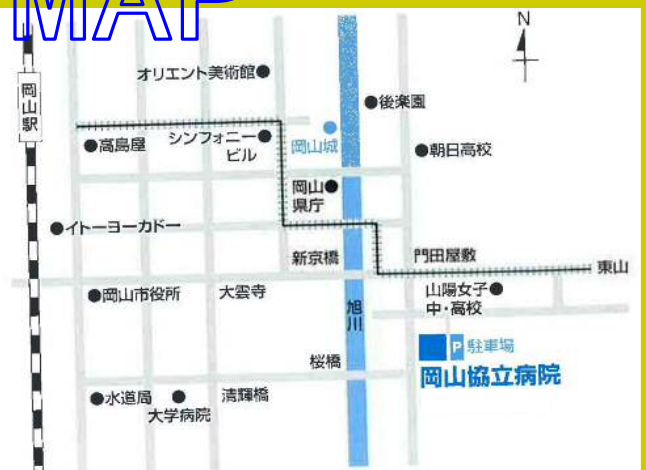 MAP
N
岡山駅
オリエント美術館
後楽園
高島屋
シンフォニー
ビル
岡山城
朝日高校
岡山
県庁
イトーヨーカドー
新京橋
門田屋敷
東山
岡山市役所
大雲寺
旭川
山陽女子
中・高校
桜橋
P 駐車場
岡山協立病院
水道局
大学病院
清輝橋